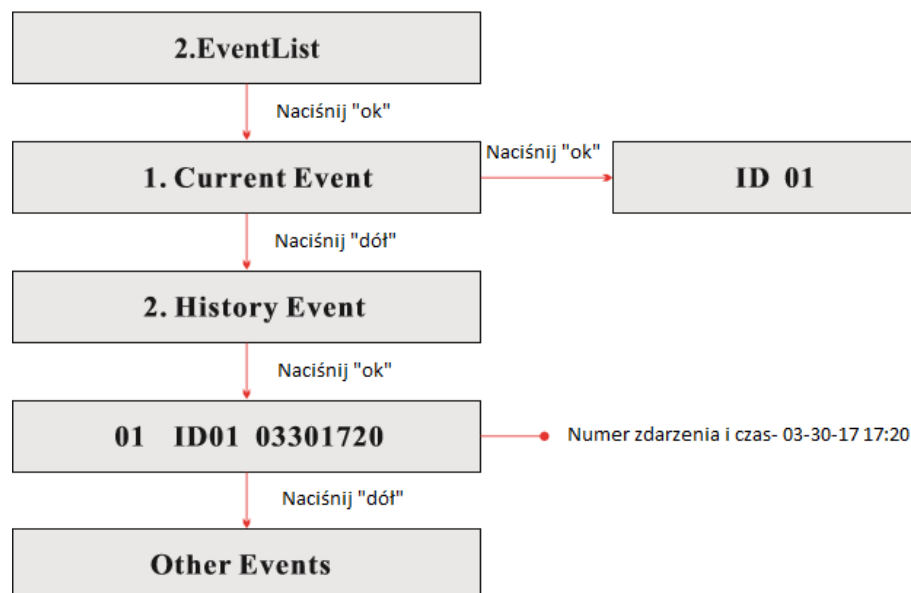 2.EventList
Naciśnij "ok"
1. Current Event
Naciśnij "ok"
ID 01
Naciśnij "dół"
2. History Event
Naciśnij "ok"
01 ID01 03301720
Numer zdarzenia i czas- 03-30-17 17:20
Naciśnij "dół"
Other Events